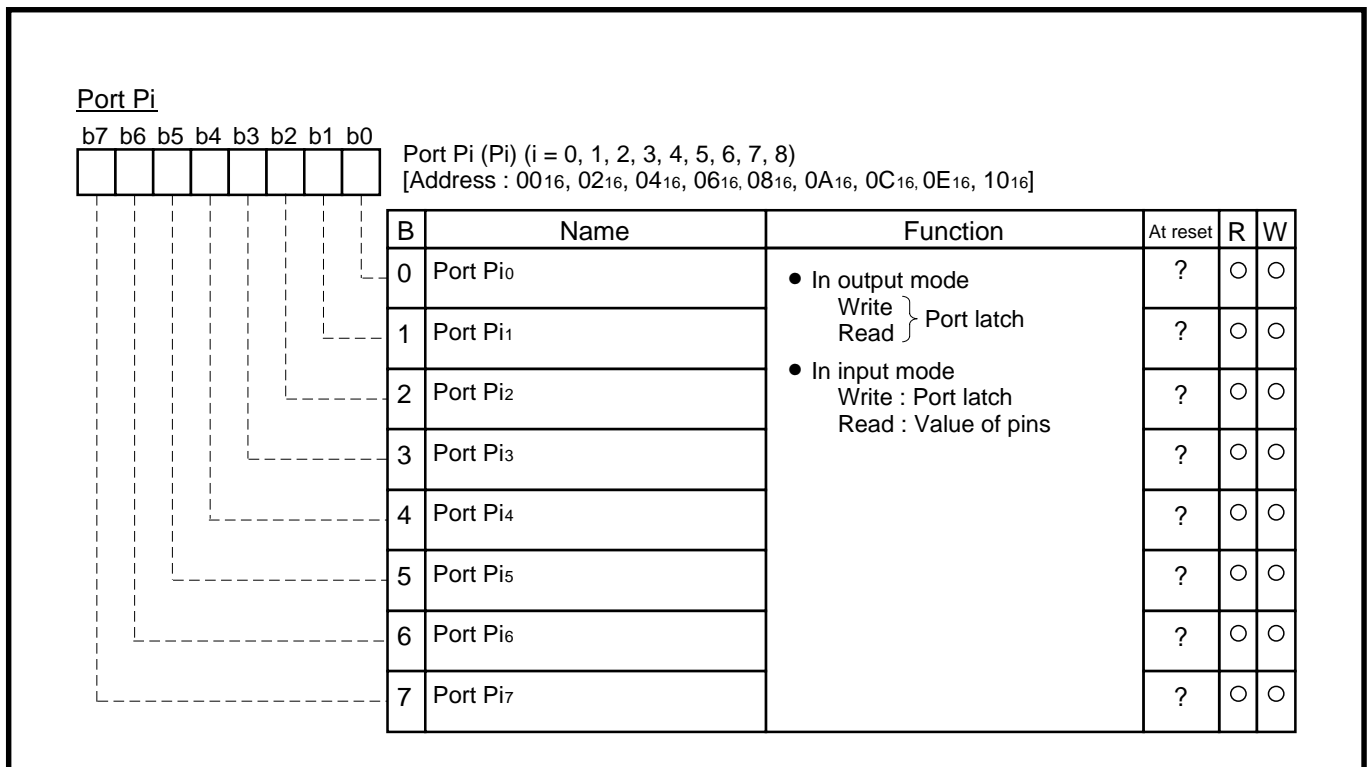 Port Pi
b7 b6 b5 b4 b3 b2 b1 b0
Port Pi (Pi) (i = 0, 1, 2, 3, 4, 5, 6, 7, 8)
[Address : 0016, 0216, 0416, 0616, 0816, 0A16, 0C16, 0E16, 1016]
B Name Function At reset R W
0 Port Pi0 ? ○ ○
● In output mode
Write } Port latch
Read
1 Port Pi1 ? ○ ○
● In input mode
Write : Port latch
Read : Value of pins
2 Port Pi2 ? ○ ○
3 Port Pi3 ? ○ ○
4 Port Pi4 ? ○ ○
5 Port Pi5 ? ○ ○
6 Port Pi6 ? ○ ○
7 Port Pi7 ? ○ ○